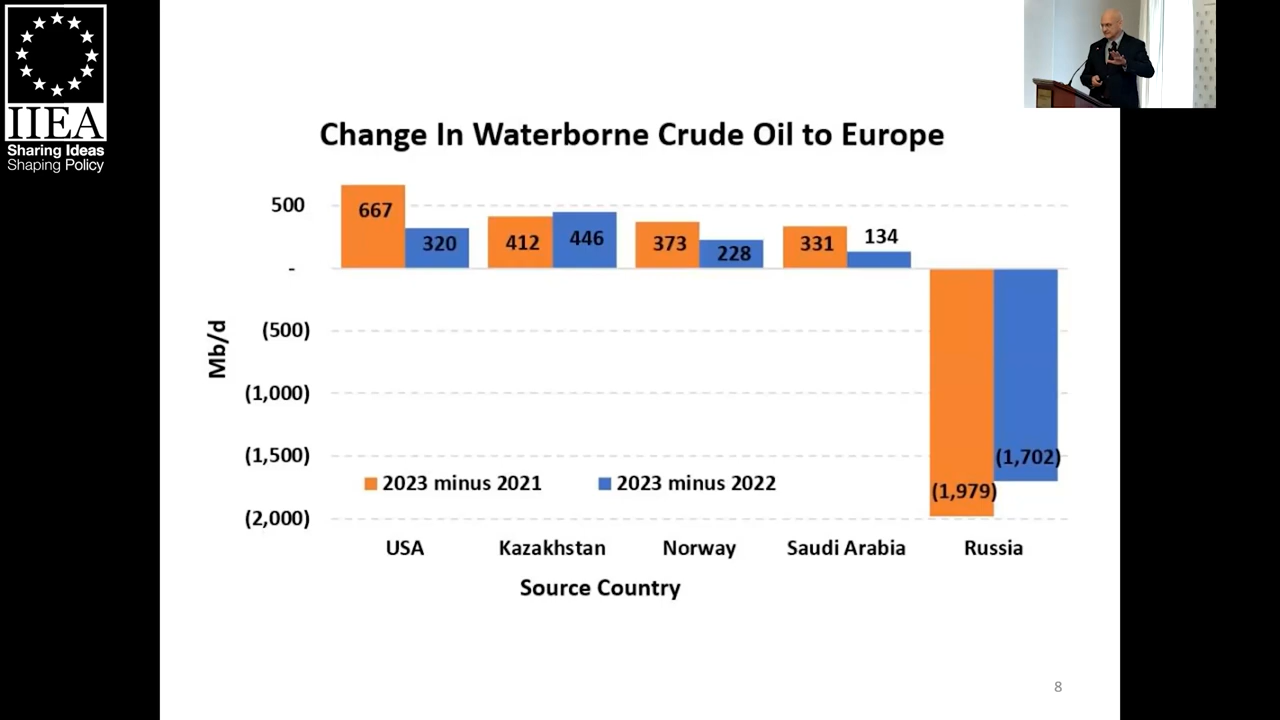 IIEA
Sharing Ideas
Shaping Policy
Change In Waterborne Crude Oil to Europe
Mb/d
500
-
(500)
(1,000)
(1,500)
(2,000)
667
320
412
446
373
228
331
134
(1,979)
(1,702)
2023 minus 2021
2023 minus 2022
USA
Kazakhstan
Norway
Saudi Arabia
Russia
Source Country
8